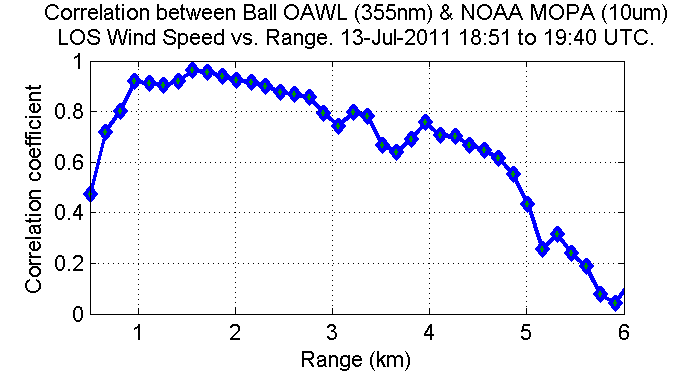 Correlation between Ball OAWL (355nm) & NOAA MOPA (10um)
LOS Wind Speed vs. Range. 13-Jul-2011 18:51 to 19:40 UTC.
Correlation coefficient
1
0.8
0.6
0.4
0.2
0
1 2 3 4 5 6
Range (km)